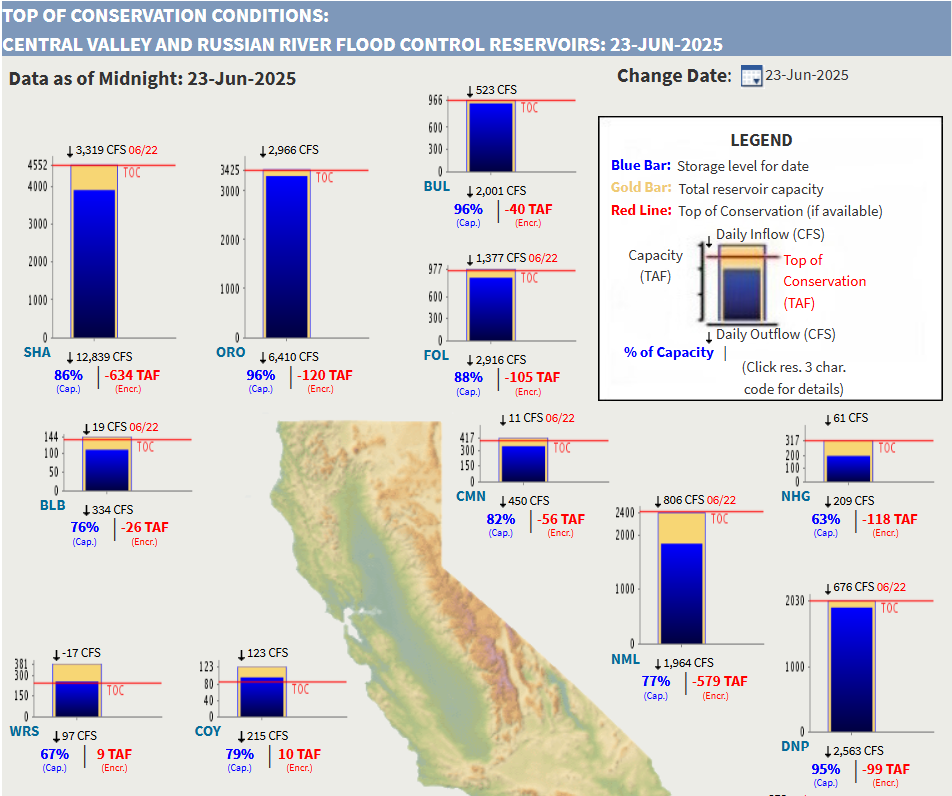 TOP OF CONSERVATION CONDITIONS:
CENTRAL VALLEY AND RUSSIAN RIVER FLOOD CONTROL RESERVOIRS: 23-JUN-2025
Data as of Midnight: 23-Jun-2025
Change Date: 23-Jun-2025
↓ 523 CFS
966
TOC
600
300
0
BUL
↓ 2,001 CFS
96% | -40 TAF
(Cap.) (Encr.)
↓ 3,319 CFS 06/22
4552
TOC
4000
3000
2000
1000
0
SHA
↓ 12,839 CFS
86% | -634 TAF
(Cap.) (Encr.)
↓ 2,966 CFS
3425
TOC
3000
2000
1000
0
ORO
↓ 6,410 CFS
96% | -120 TAF
(Cap.) (Encr.)
↓ 1,377 CFS 06/22
977
TOC
600
300
0
FOL
↓ 2,916 CFS
88% | -105 TAF
(Cap.) (Encr.)
LEGEND
Blue Bar: Storage level for date
Gold Bar: Total reservoir capacity
Red Line: Top of Conservation (if available)
↓ Daily Inflow (CFS)
Capacity
(TAF)
Top of
Conservation
(TAF)
↓ Daily Outflow (CFS)
% of Capacity |
(Click res. 3 char.
code for details)
↓ 19 CFS 06/22
144
TOC
100
50
0
BLB
↓ 334 CFS
76% | -26 TAF
(Cap.) (Encr.)
↓ 11 CFS 06/22
417
TOC
300
150
0
CMN
↓ 450 CFS
82% | -56 TAF
(Cap.) (Encr.)
↓ 61 CFS
317
TOC
200
100
0
NHG
↓ 209 CFS
63% | -118 TAF
(Cap.) (Encr.)
↓ 806 CFS 06/22
2400
TOC
2000
1000
0
NML
↓ 1,964 CFS
77% | -579 TAF
(Cap.) (Encr.)
↓ 676 CFS 06/22
2030
TOC
1000
0
DNP
↓ 2,563 CFS
95% | -99 TAF
(Cap.) (Encr.)
↓ -17 CFS
381
300
TOC
150
0
WRS
↓ 97 CFS
67% | 9 TAF
(Cap.) (Encr.)
↓ 123 CFS
123
80
TOC
40
0
COY
↓ 215 CFS
79% | 10 TAF
(Cap.) (Encr.)